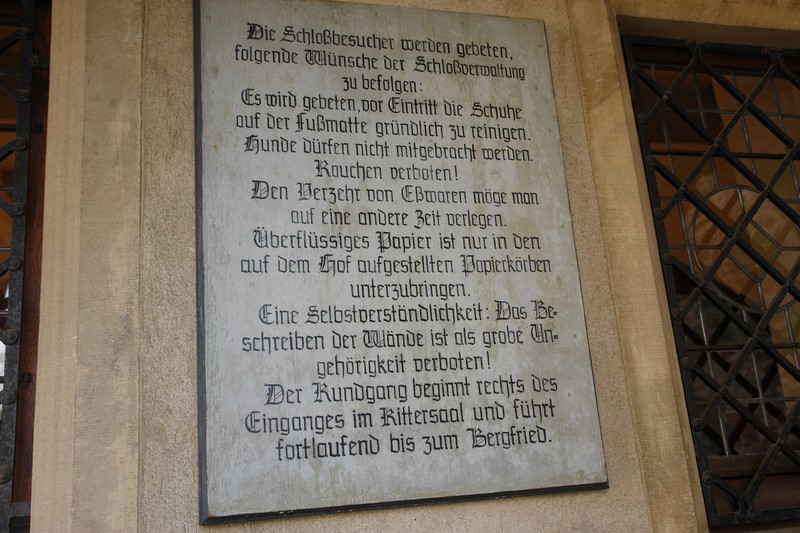 Die Schloßbesucher werden gebeten,
folgende Wünsche der Schloßverwaltung
zu befolgen:
Es wird gebeten, vor Eintritt die Schuhe
auf der Fußmatte gründlich zu reinigen.
Hunde dürfen nicht mitgebracht werden.
Rauchen verboten!
Den Verzehr von Eßwaren möge man
auf eine andere Zeit verlegen.
Überflüssiges Papier ist nur in den
auf dem Hof aufgestellten Papierkörben
unterzubringen.
Eine Selbstverständlichkeit: Das Be-
schreiben der Wände ist als grobe Un-
gehörigkeit verboten!
Der Rundgang beginnt rechts des
Einganges im Rittersaal und führt
fortlaufend bis zum Bergfried.